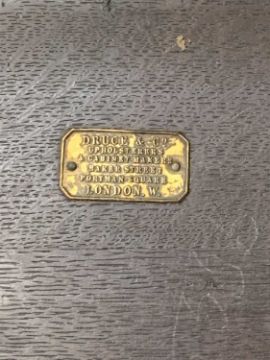 DRUCE & Co.
UPHOLSTERERS
& CABINET MAKERS
BAKER STREET
PORTMAN SQUARE
LONDON. W.